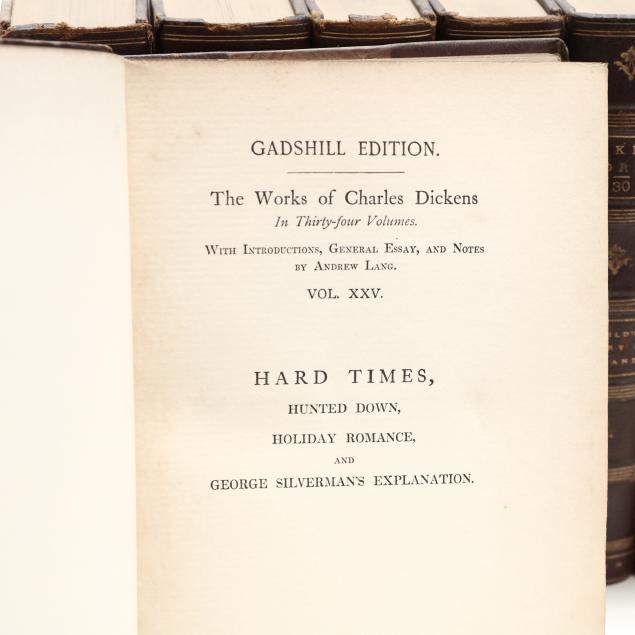 GADSHILL EDITION.
The Works of Charles Dickens
In Thirty-four Volumes.
With Introductions, General Essay, and Notes
by Andrew Lang.
VOL. XXV.
HARD TIMES,
HUNTED DOWN,
HOLIDAY ROMANCE,
AND
GEORGE SILVERMAN'S EXPLANATION.
30